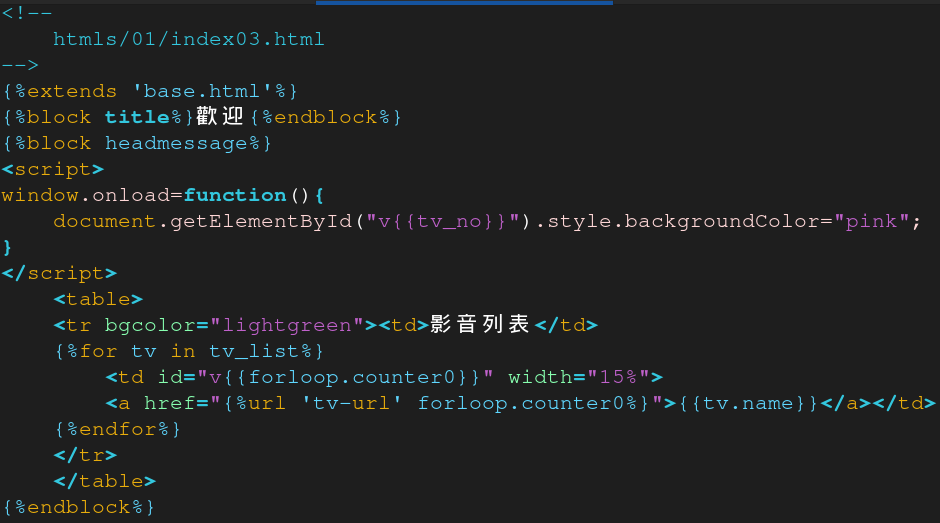 <!--
    htmls/01/index03.html
-->
{%extends 'base.html'%}
{%block title%}歡迎{%endblock%}
{%block headmessage%}
<script>
window.onload=function(){
    document.getElementById("v{{tv_no}}").style.backgroundColor="pink";
}
</script>
    <table>
    <tr bgcolor="lightgreen"><td>影音列表</td>
    {%for tv in tv_list%}
        <td id="v{{forloop.counter0}}" width="15%">
        <a href="{%url 'tv-url' forloop.counter0%}">{{tv.name}}</a></td>
    {%endfor%}
    </tr>
    </table>
{%endblock%}